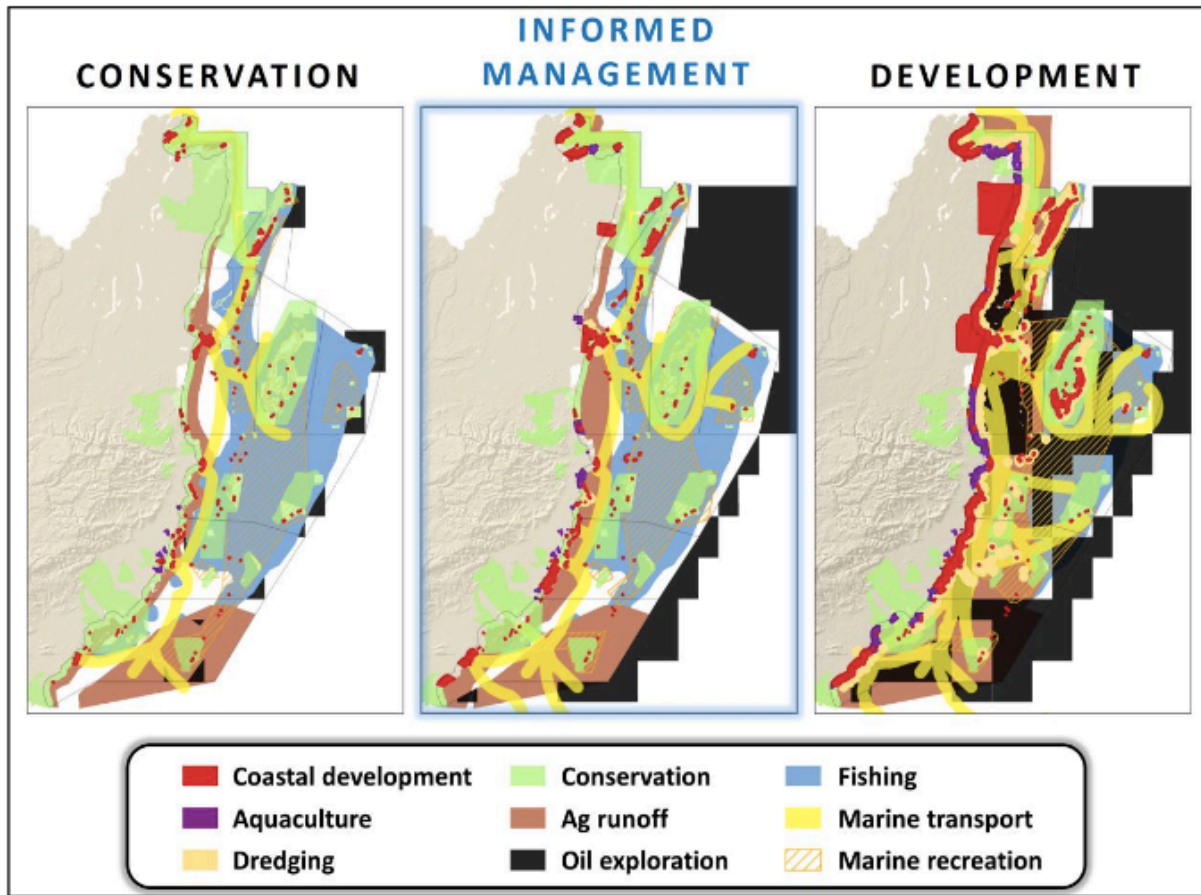 CONSERVATION
INFORMED
MANAGEMENT
DEVELOPMENT
Coastal development
Conservation
Fishing
Aquaculture
Ag runoff
Marine transport
Dredging
Oil exploration
Marine recreation